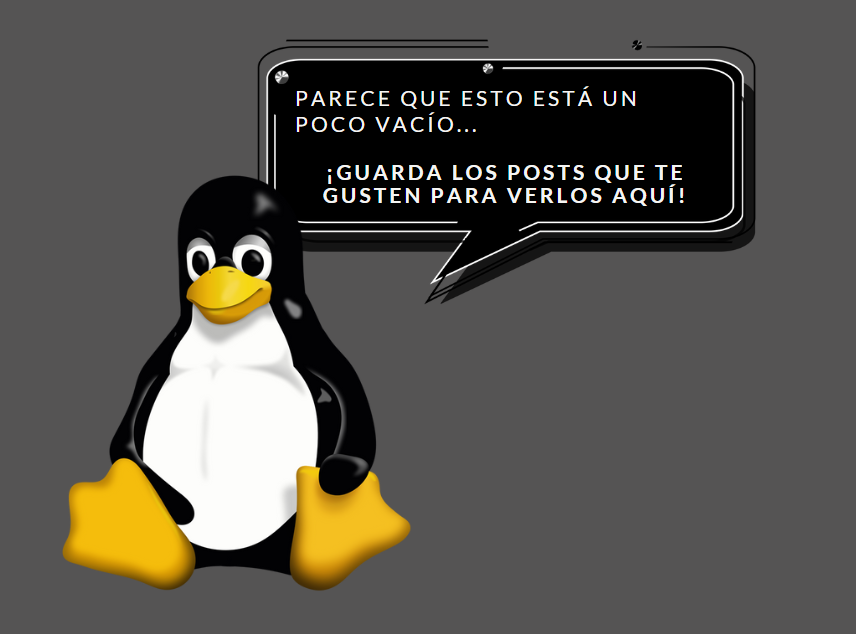 PARECE QUE ESTO ESTÁ UN
POCO VACÍO...
¡GUARDA LOS POSTS QUE TE
GUSTEN PARA VERLOS AQUÍ!